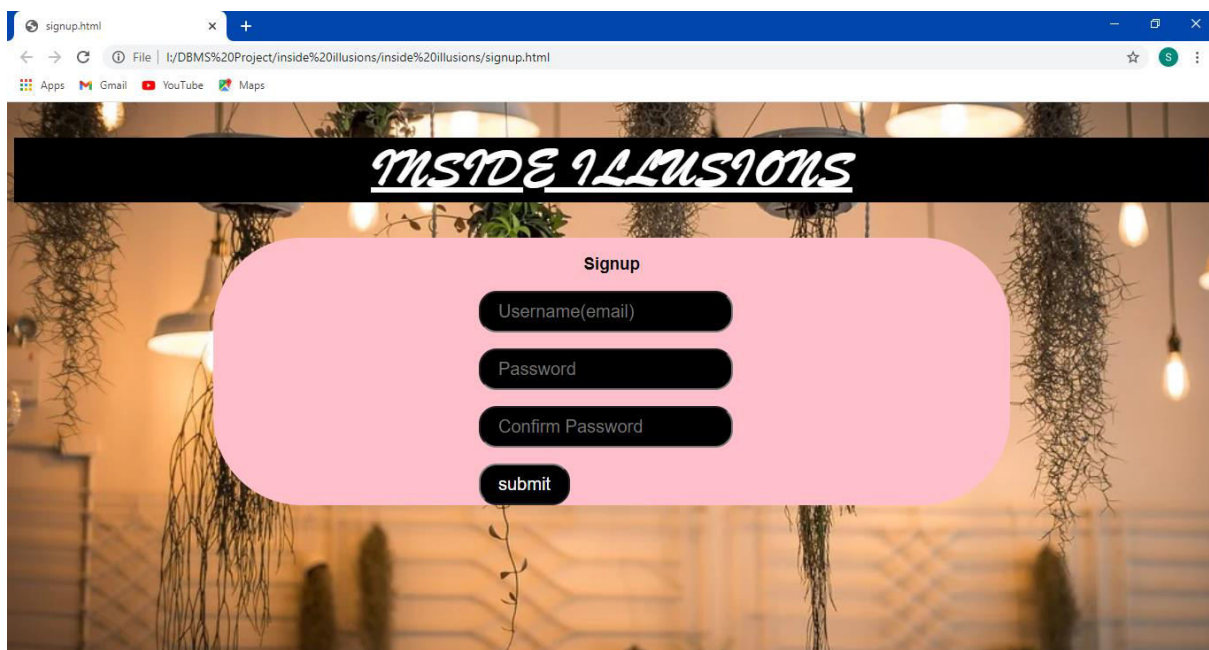 signup.html
File | I:/DBMS%20Project/inside%20illusions/inside%20illusions/signup.html
S
Apps Gmail YouTube Maps
INSIDE ILLUSIONS
Signup
Username(email)
Password
Confirm Password
submit